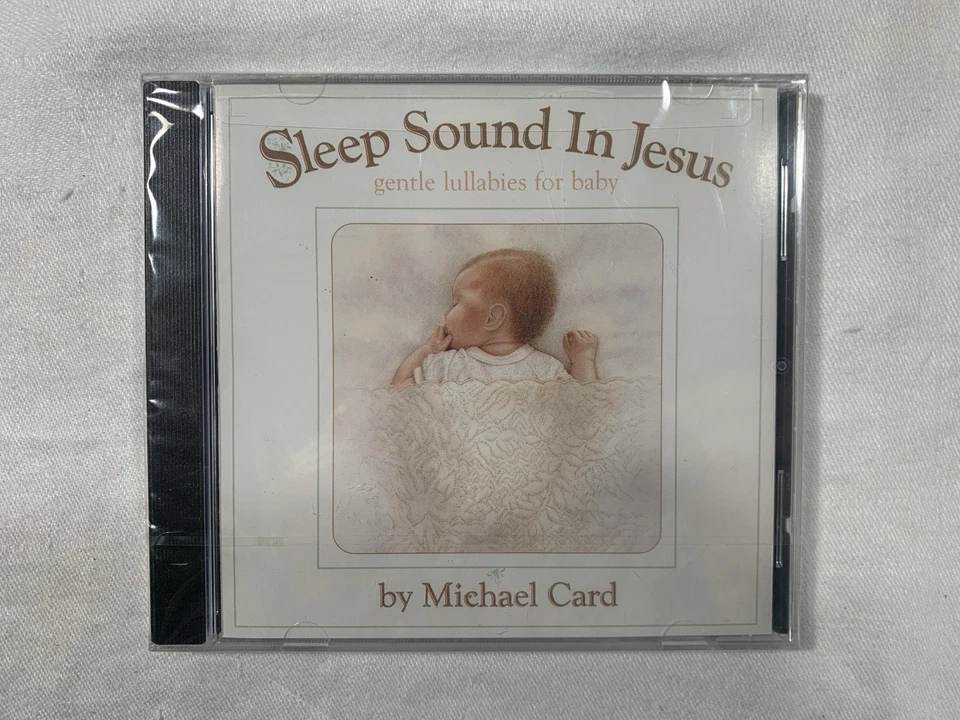 Sleep Sound In Jesus
gentle lullabies for baby
by Michael Card